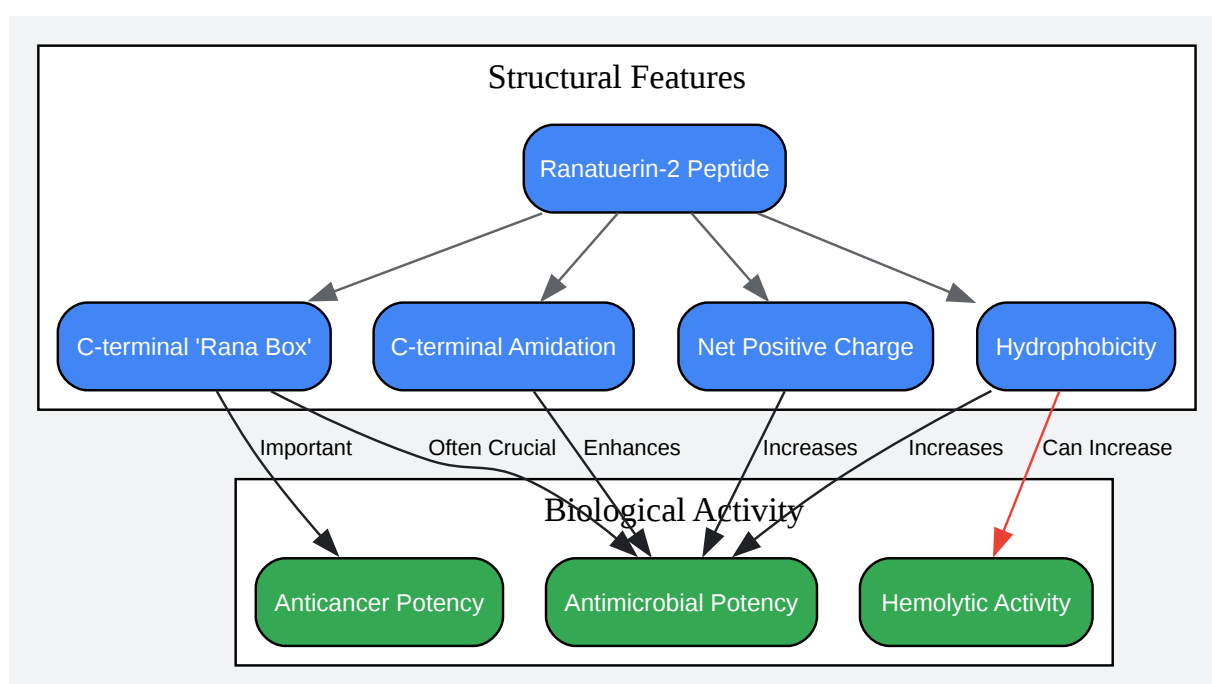 Structural Features
Ranatuerin-2 Peptide
C-terminal 'Rana Box'
C-terminal Amidation
Net Positive Charge
Hydrophobicity
Important
Often Crucial
Enhances
Increases
Increases
Can Increase
Biological Activity
Anticancer Potency
Antimicrobial Potency
Hemolytic Activity